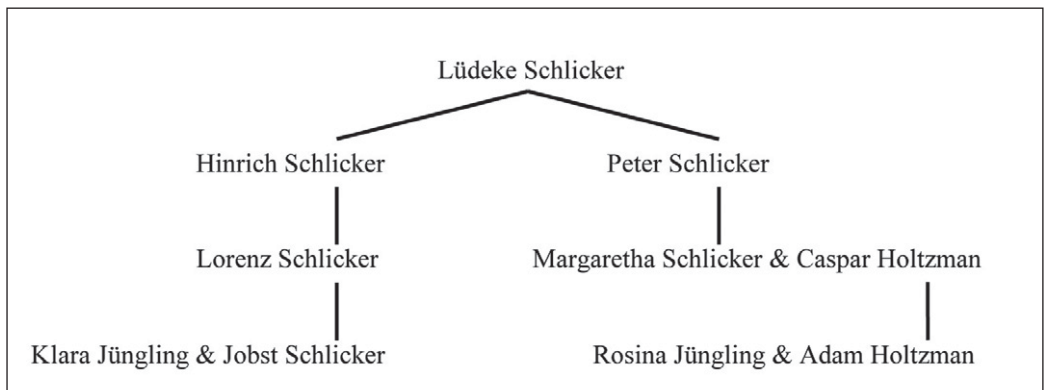 Lüdeke Schlicker
Hinrich Schlicker Peter Schlicker
Lorenz Schlicker Margaretha Schlicker & Caspar Holtzman
Klara Jüngling & Jobst Schlicker Rosina Jüngling & Adam Holtzman